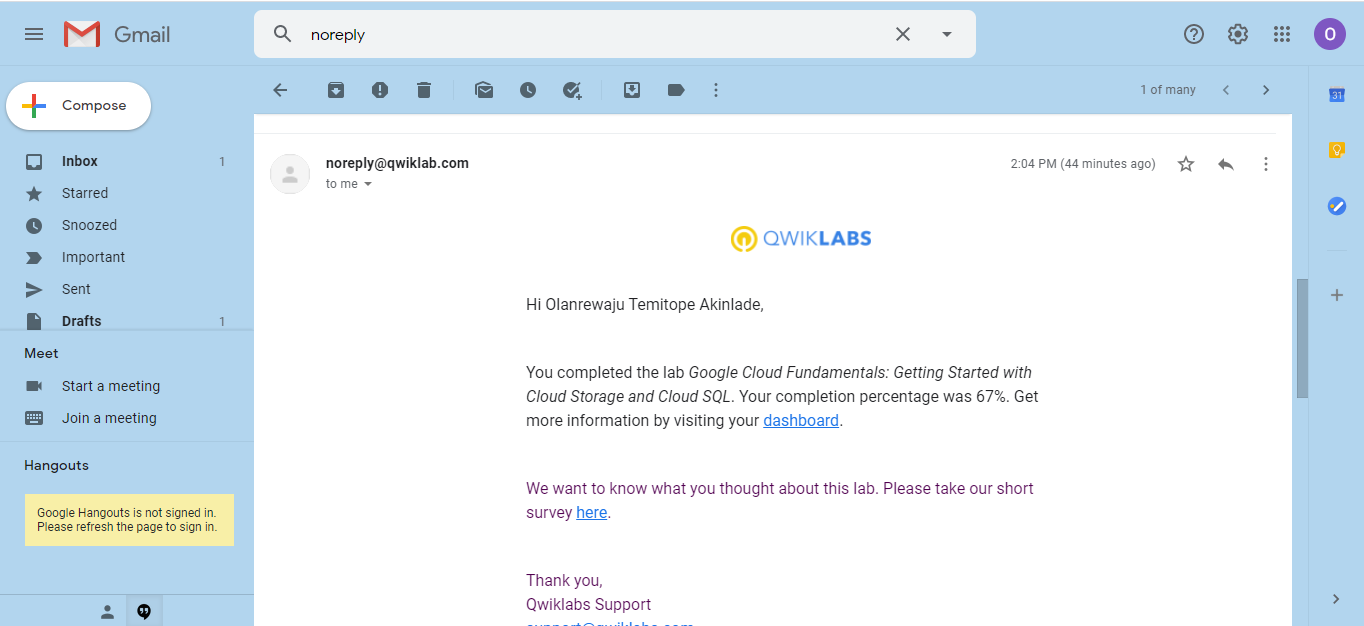 Gmail
noreply
O
Compose
1 of many
31
Inbox 1
Starred
Snoozed
Important
Sent
Drafts 1
Meet
Start a meeting
Join a meeting
Hangouts
Google Hangouts is not signed in.
Please refresh the page to sign in.
noreply@qwiklab.com
2:04 PM (44 minutes ago)
to me
QWIKLABS
Hi Olanrewaju Temitope Akinlade,
You completed the lab Google Cloud Fundamentals: Getting Started with
Cloud Storage and Cloud SQL. Your completion percentage was 67%. Get
more information by visiting your dashboard.
We want to know what you thought about this lab. Please take our short
survey here.
Thank you,
Qwiklabs Support
support@qwiklabs.com